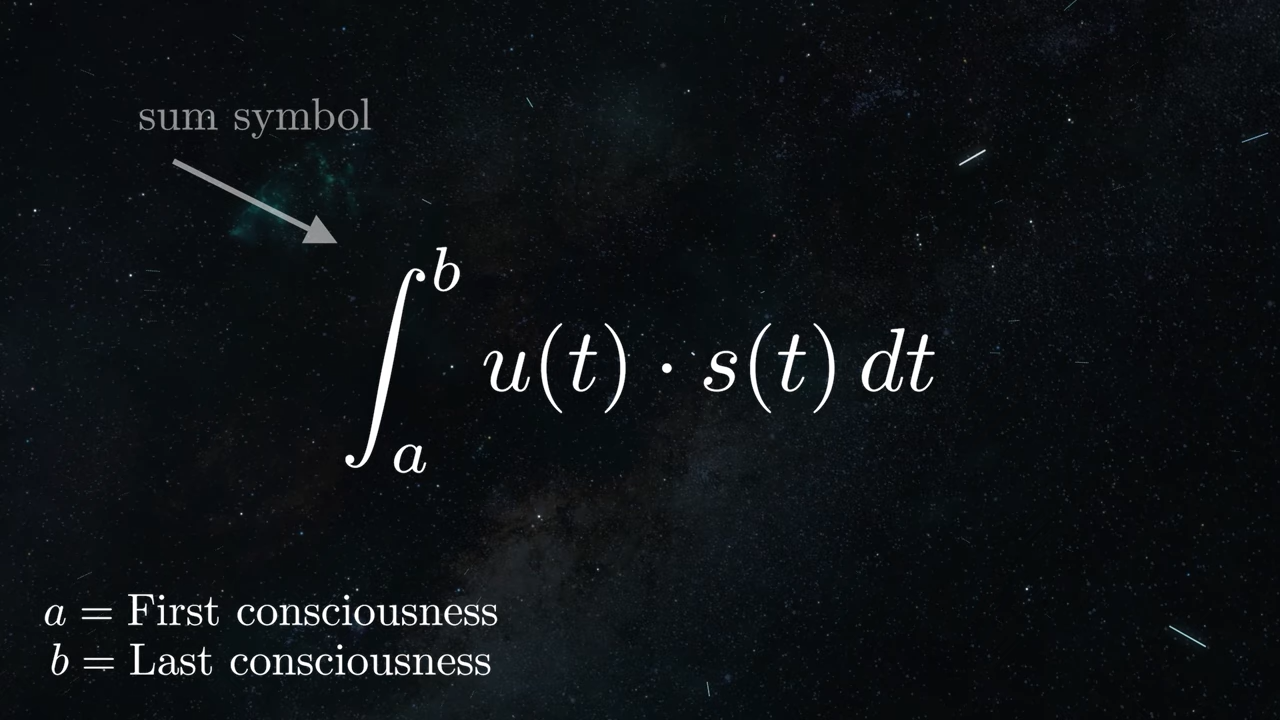 sum symbol
∫_a^b u(t) · s(t) dt
a = First consciousness
b = Last consciousness